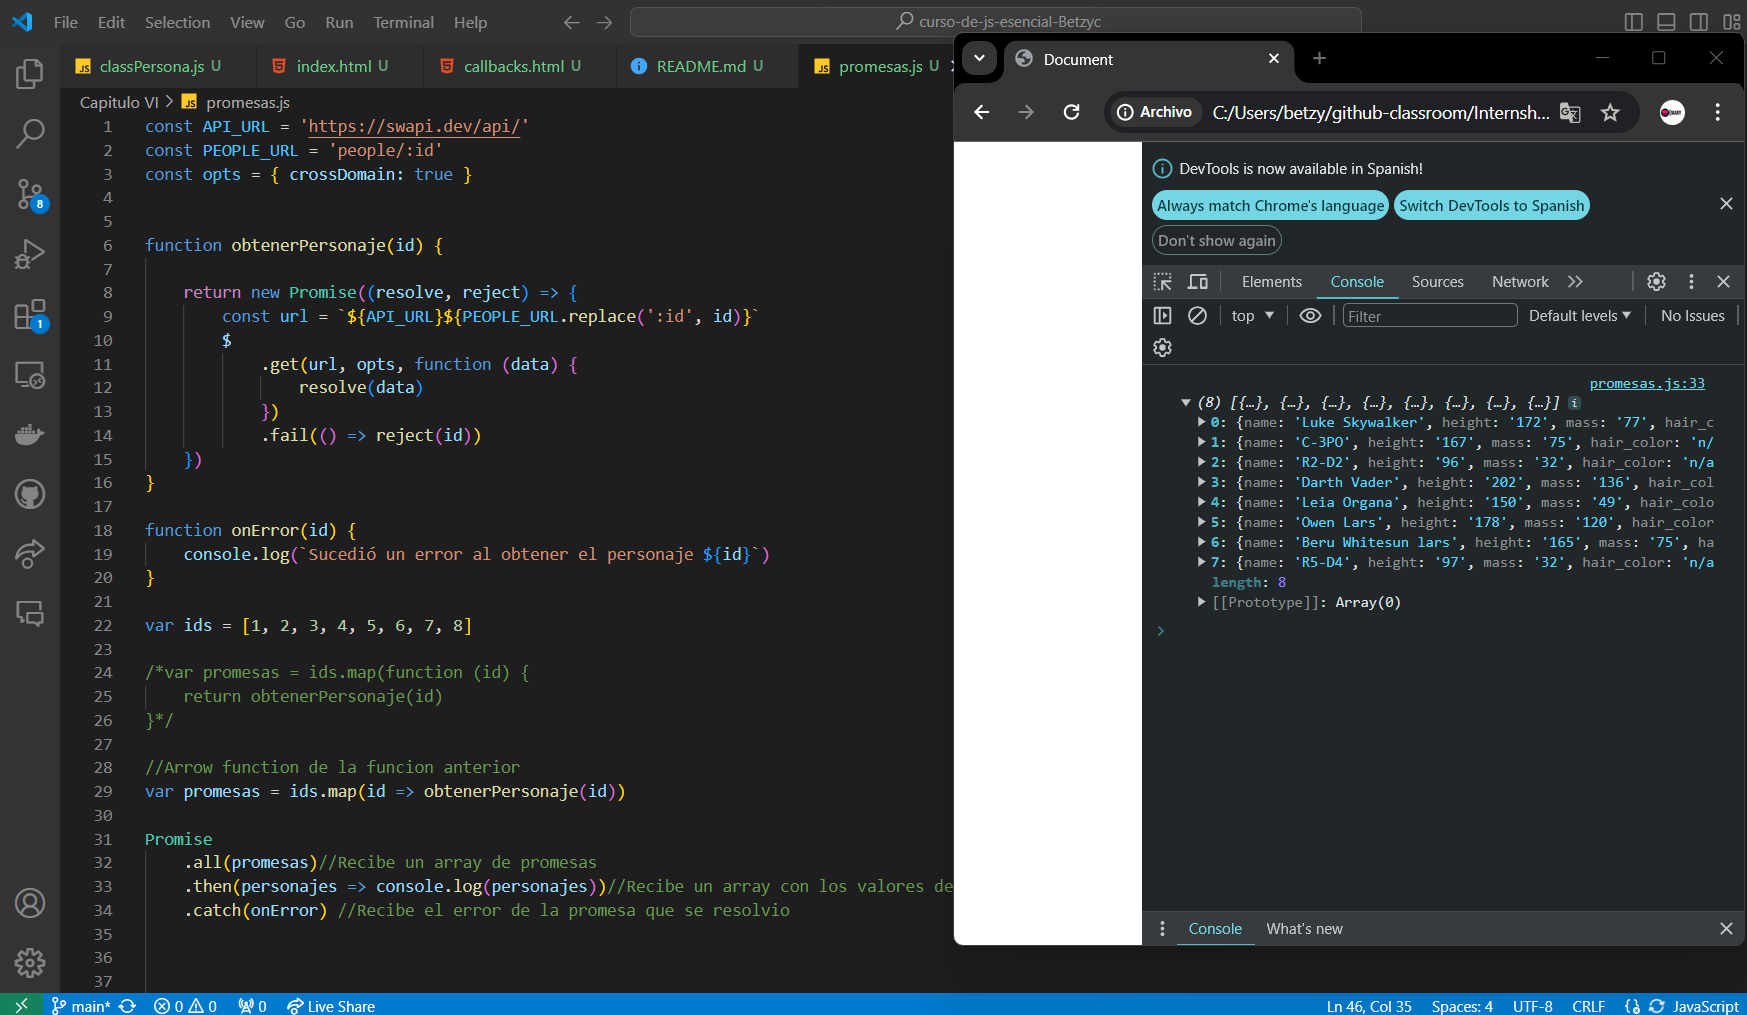 File Edit Selection View Go Run Terminal Help
curso-de-js-esencial-Betzyc
classPersona.js U
index.html U
callbacks.html U
README.md U
promesas.js U
Capitulo VI > promesas.js
1 const API_URL = 'https://swapi.dev/api/'
2 const PEOPLE_URL = 'people/:id'
3 const opts = { crossDomain: true }
4
5
6 function obtenerPersonaje(id) {
7
8 return new Promise((resolve, reject) => {
9 const url = `${API_URL}${PEOPLE_URL.replace(':id', id)}`
10 $
11 .get(url, opts, function (data) {
12 resolve(data)
13 })
14 .fail(() => reject(id))
15 })
16 }
17
18 function onError(id) {
19 console.log(`Sucedió un error al obtener el personaje ${id}`)
20 }
21
22 var ids = [1, 2, 3, 4, 5, 6, 7, 8]
23
24 /*var promesas = ids.map(function (id) {
25 return obtenerPersonaje(id)
26 }*/
27
28 //Arrow function de la funcion anterior
29 var promesas = ids.map(id => obtenerPersonaje(id))
30
31 Promise
32 .all(promesas)//Recibe un array de promesas
33 .then(personajes => console.log(personajes))//Recibe un array con los valores de
34 .catch(onError) //Recibe el error de la promesa que se resolvio
35
36
37
8
1
main* 0 0 0 Live Share
Ln 46, Col 35 Spaces: 4 UTF-8 CRLF JavaScript
Document
Archivo C:/Users/betzy/github-classroom/Internsh...
DevTools is now available in Spanish!
Always match Chrome's language Switch DevTools to Spanish
Don't show again
Elements Console Sources Network
top Filter Default levels No Issues
promesas.js:33
(8) [{…}, {…}, {…}, {…}, {…}, {…}, {…}, {…}] i
0: {name: 'Luke Skywalker', height: '172', mass: '77', hair_c
1: {name: 'C-3PO', height: '167', mass: '75', hair_color: 'n/
2: {name: 'R2-D2', height: '96', mass: '32', hair_color: 'n/a
3: {name: 'Darth Vader', height: '202', mass: '136', hair_col
4: {name: 'Leia Organa', height: '150', mass: '49', hair_colo
5: {name: 'Owen Lars', height: '178', mass: '120', hair_color
6: {name: 'Beru Whitesun lars', height: '165', mass: '75', ha
7: {name: 'R5-D4', height: '97', mass: '32', hair_color: 'n/a
length: 8
[[Prototype]]: Array(0)
Console What's new